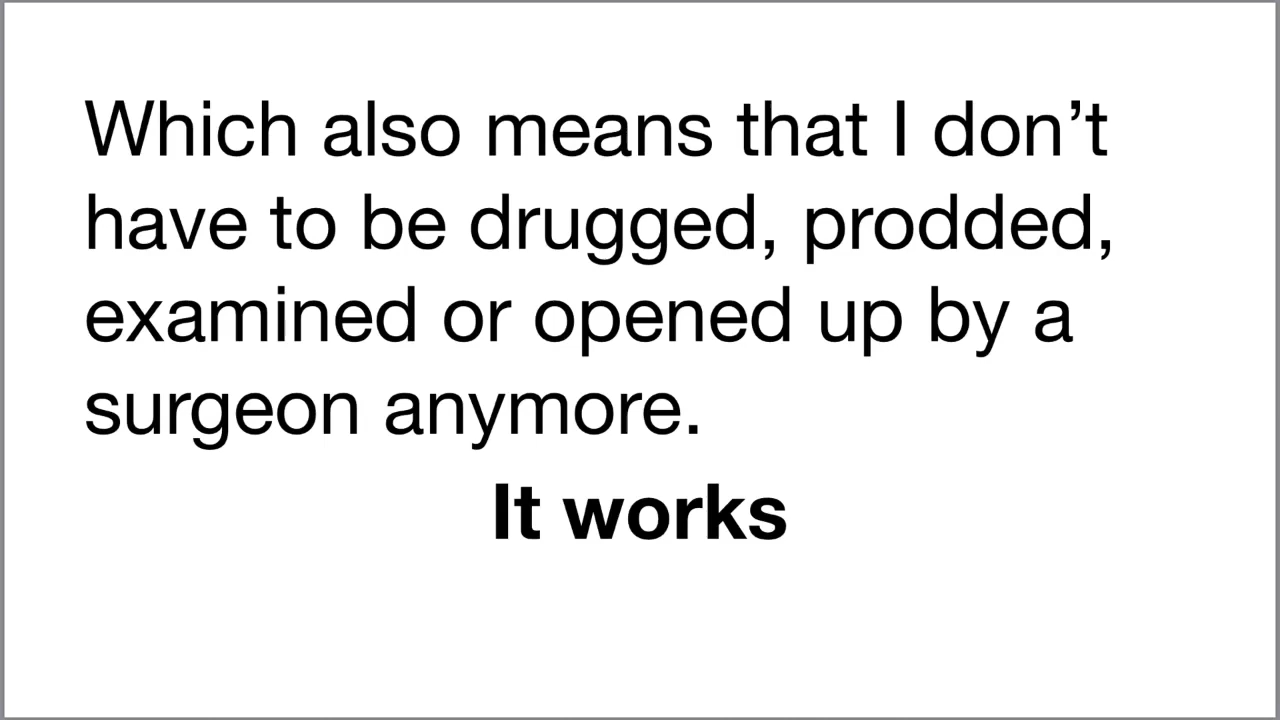 Which also means that I don’t
have to be drugged, prodded,
examined or opened up by a
surgeon anymore.
It works